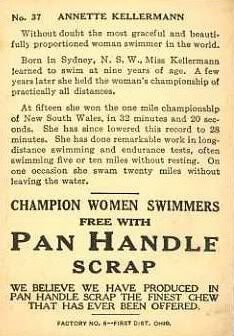 No. 37 ANNETTE KELLERMANN
Without doubt the most graceful and beauti-
fully proportioned woman swimmer in the world.
Born in Sydney, N. S. W., Miss Kellermann
learned to swim at nine years of age. A few
years later she held the woman's championship of
practically all distances.
At fifteen she won the one mile championship
of New South Wales, in 32 minutes and 20 sec-
onds. She has since lowered this record to 28
minutes. She has done remarkable work in long-
distance swimming and endurance tests, often
swimming five or ten miles without resting. On
one occasion she swam twenty miles without
leaving the water.
CHAMPION WOMEN SWIMMERS
FREE WITH
PAN HANDLE
SCRAP
WE BELIEVE WE HAVE PRODUCED IN
PAN HANDLE SCRAP THE FINEST CHEW
THAT HAS EVER BEEN OFFERED.
FACTORY NO. 6—FIRST DIST. OHIO.